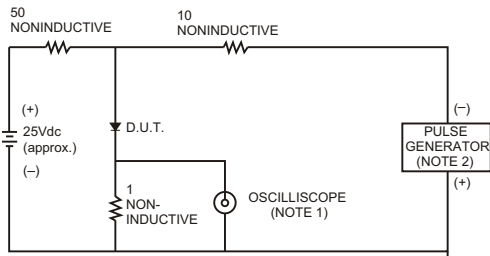 50
NONINDUCTIVE
10
NONINDUCTIVE
(+)
25Vdc
(approx.)
(–)
D.U.T.
1
NON-
INDUCTIVE
OSCILLISCOPE
(NOTE 1)
(–)
PULSE
GENERATOR
(NOTE 2)
(+)